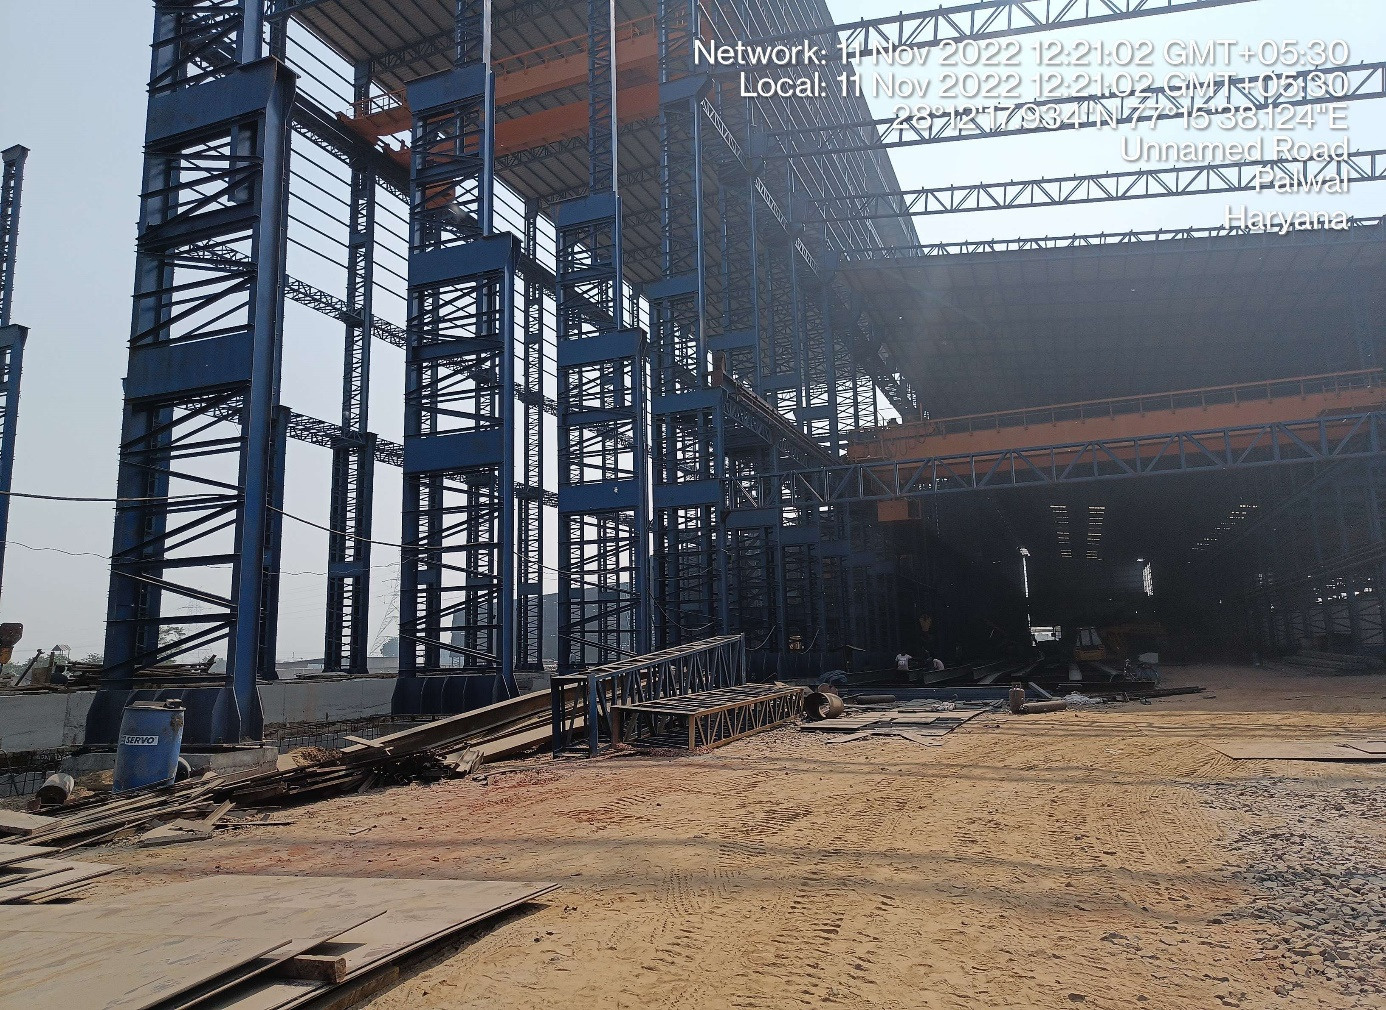 Network: 11 Nov 2022 12:21:02 GMT+05:30
Local: 11 Nov 2022 12:21:02 GMT+05:30
28°12'17.934"N 77°15'38.124"E
Unnamed Road
Palwal
Haryana
SERVO